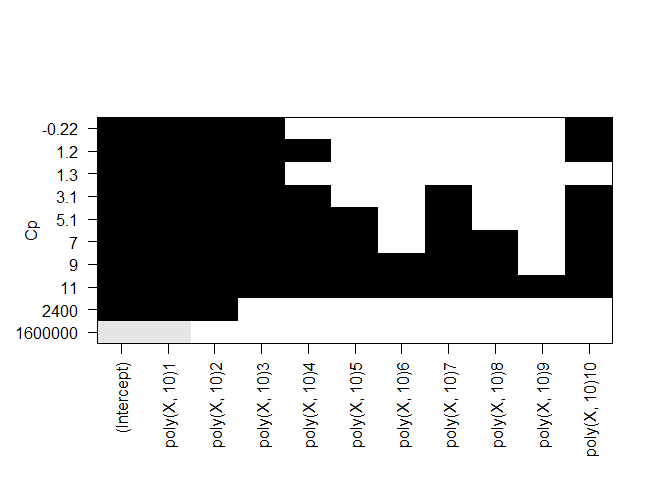 -0.22
1.2
1.3
3.1
5.1
7
9
11
2400
1600000
Cp
(Intercept)
poly(X, 10)1
poly(X, 10)2
poly(X, 10)3
poly(X, 10)4
poly(X, 10)5
poly(X, 10)6
poly(X, 10)7
poly(X, 10)8
poly(X, 10)9
poly(X, 10)10